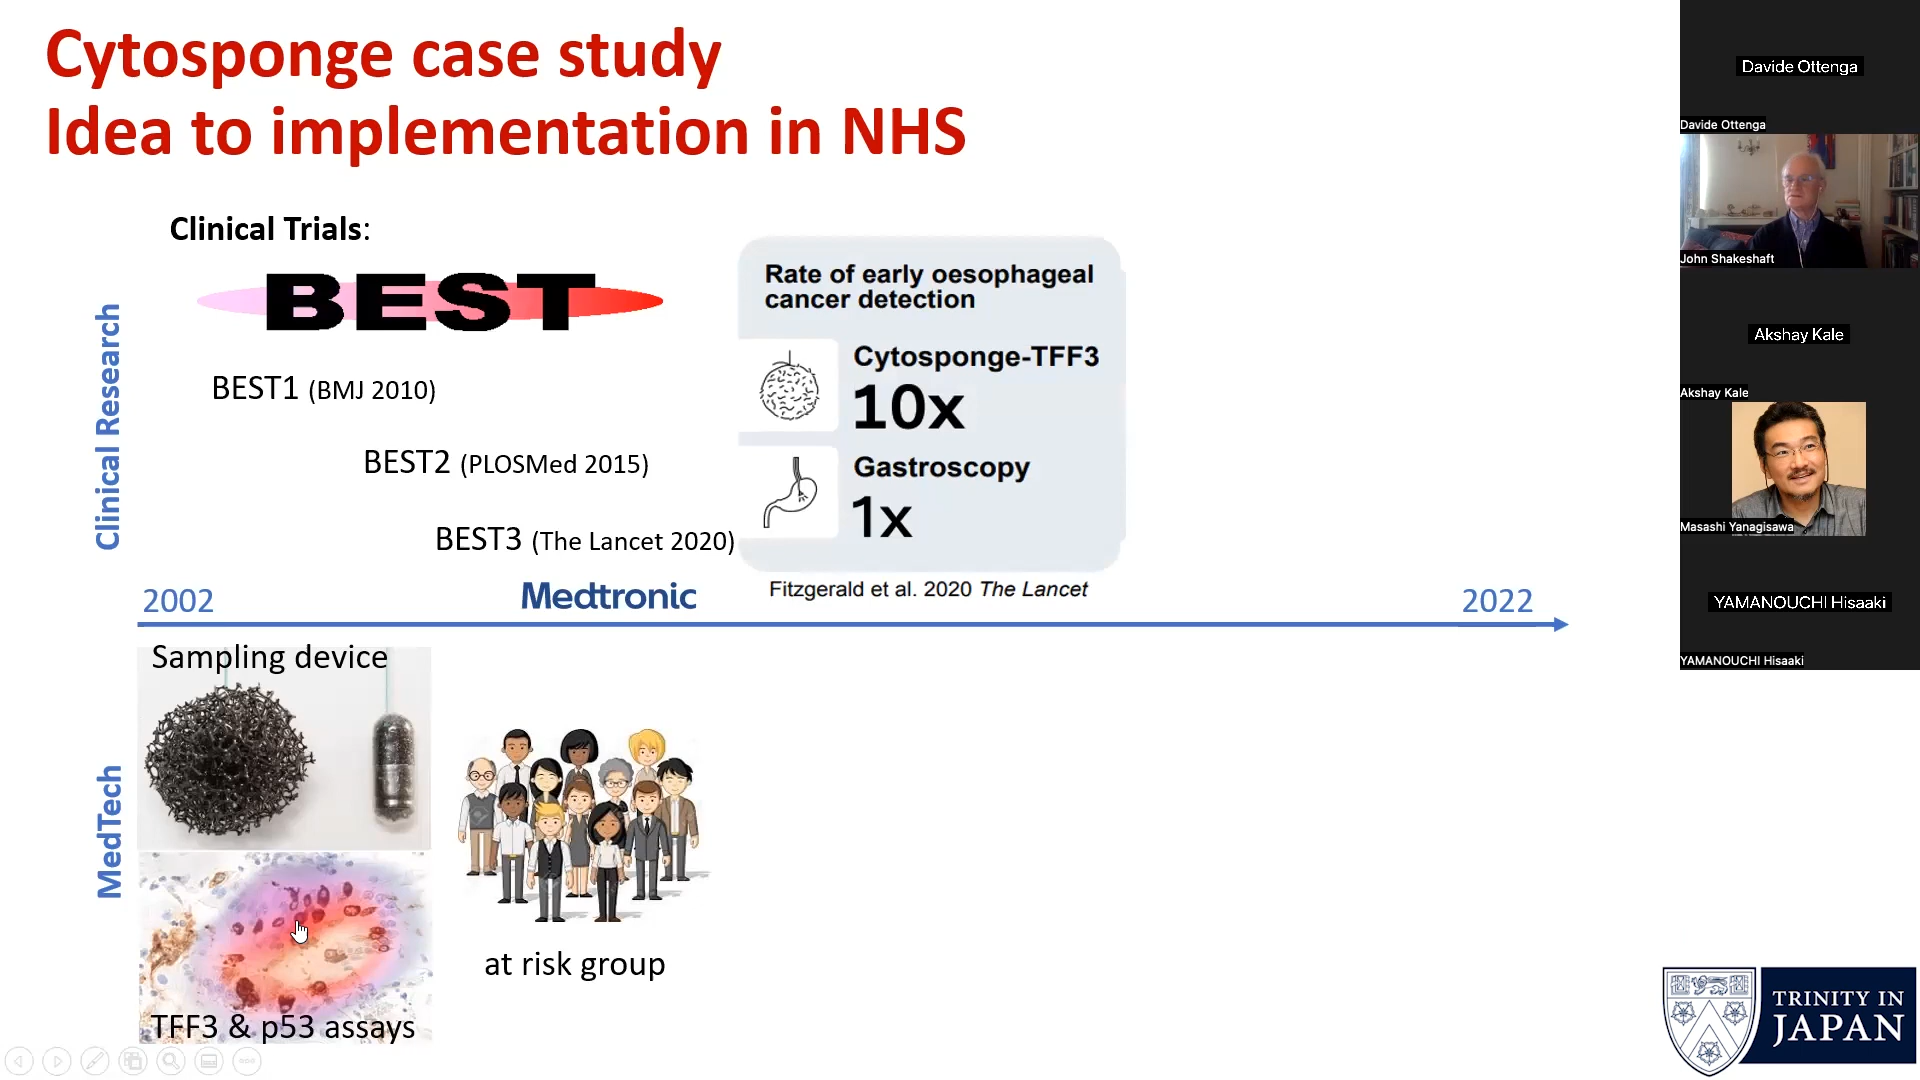 Cytosponge case study
Idea to implementation in NHS
Clinical Trials:
BEST
BEST1 (BMJ 2010)
BEST2 (PLOSMed 2015)
BEST3 (The Lancet 2020)
Clinical Research
Rate of early oesophageal
cancer detection
Cytosponge-TFF3
10x
Gastroscopy
1x
Fitzgerald et al. 2020 The Lancet
Medtronic
2002
2022
MedTech
Sampling device
TFF3 & p53 assays
at risk group
Davide Ottenga
Davide Ottenga
John Shakeshaft
Akshay Kale
Akshay Kale
Masashi Yanagisawa
YAMANOUCHI Hisaaki
YAMANOUCHI Hisaaki
TRINITY IN
JAPAN